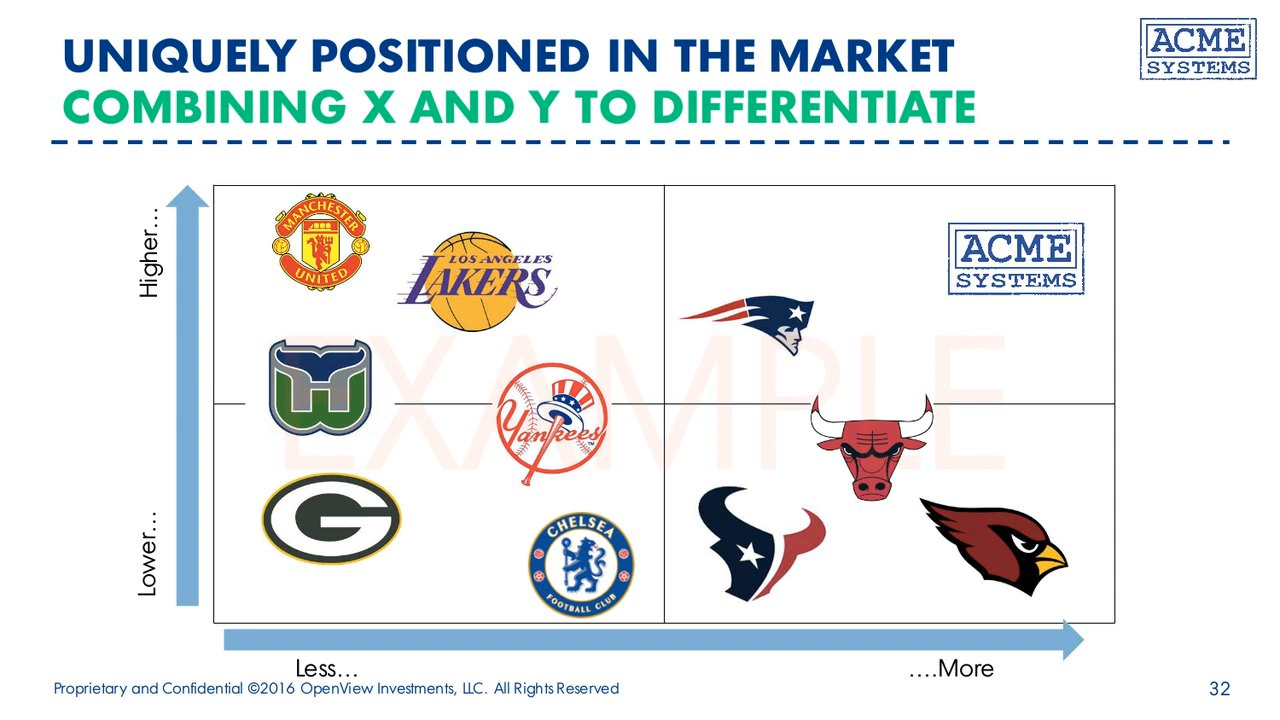 UNIQUELY POSITIONED IN THE MARKET
COMBINING X AND Y TO DIFFERENTIATE
ACME
SYSTEMS
Higher…
Lower…
MANCHESTER
UNITED
LOS ANGELES
LAKERS
ACME
SYSTEMS
EXAMPLE
Yankees
TM
G
CHELSEA
FOOTBALL CLUB
Less…
….More
Proprietary and Confidential ©2016 OpenView Investments, LLC. All Rights Reserved
32